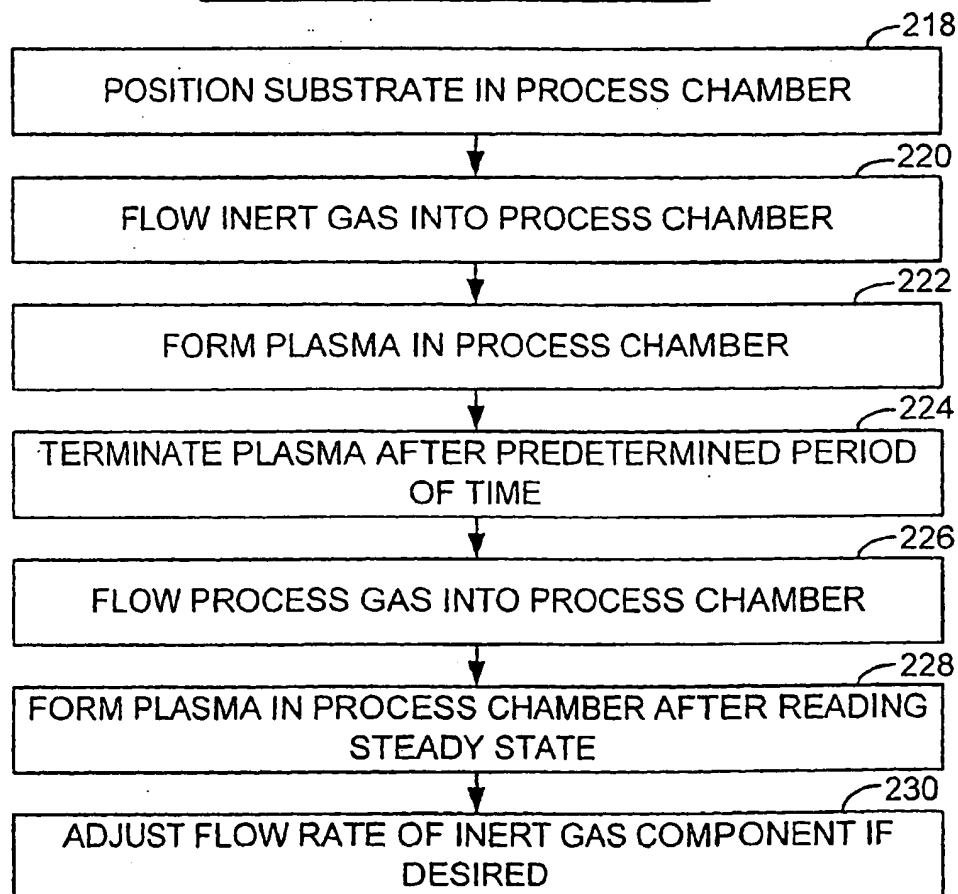 218
POSITION SUBSTRATE IN PROCESS CHAMBER
220
FLOW INERT GAS INTO PROCESS CHAMBER
222
FORM PLASMA IN PROCESS CHAMBER
224
TERMINATE PLASMA AFTER PREDETERMINED PERIOD
OF TIME
226
FLOW PROCESS GAS INTO PROCESS CHAMBER
228
FORM PLASMA IN PROCESS CHAMBER AFTER READING
STEADY STATE
230
ADJUST FLOW RATE OF INERT GAS COMPONENT IF
DESIRED